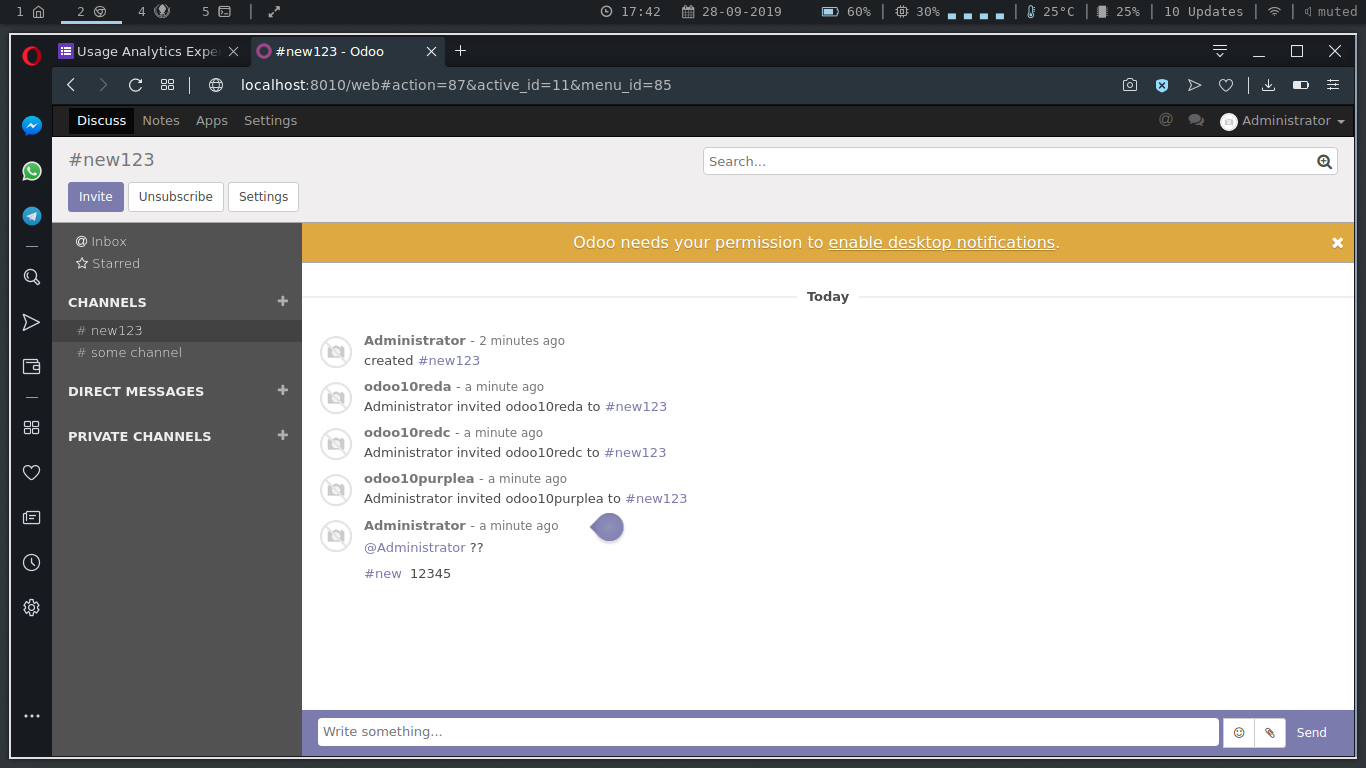 1 2 4 5 17:42 28-09-2019 60% 30% 25°C 25% 10 Updates muted
Usage Analytics Expe #new123 - Odoo
localhost:8010/web#action=87&active_id=11&menu_id=85
Discuss Notes Apps Settings Administrator
#new123 Search...
Invite Unsubscribe Settings
Inbox
Starred
CHANNELS +
# new123
# some channel
DIRECT MESSAGES +
PRIVATE CHANNELS +
Odoo needs your permission to enable desktop notifications.
Today
Administrator - 2 minutes ago
created #new123
odoo10reda - a minute ago
Administrator invited odoo10reda to #new123
odoo10redc - a minute ago
Administrator invited odoo10redc to #new123
odoo10purplea - a minute ago
Administrator invited odoo10purplea to #new123
Administrator - a minute ago
@Administrator ??
#new 12345
Write something... Send